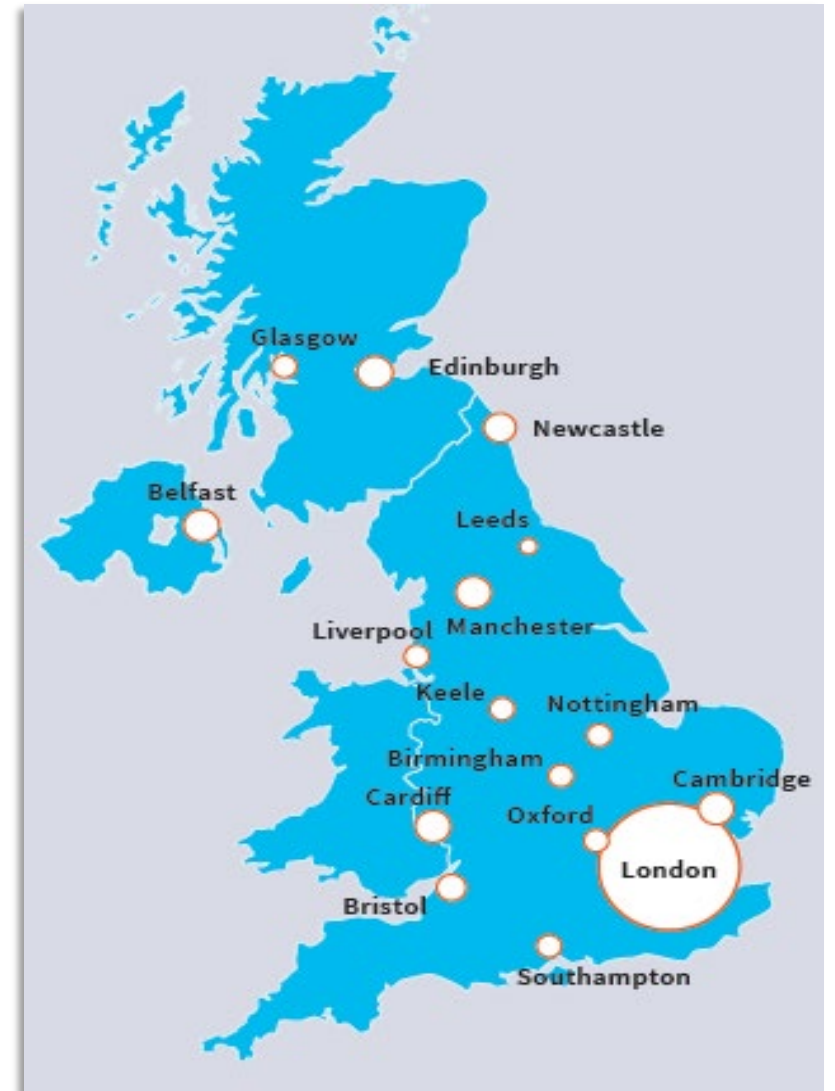 Glasgow
Edinburgh
Newcastle
Belfast
Leeds
Manchester
Liverpool
Keele
Nottingham
Birmingham
Cambridge
Cardiff
Oxford
London
Bristol
Southampton